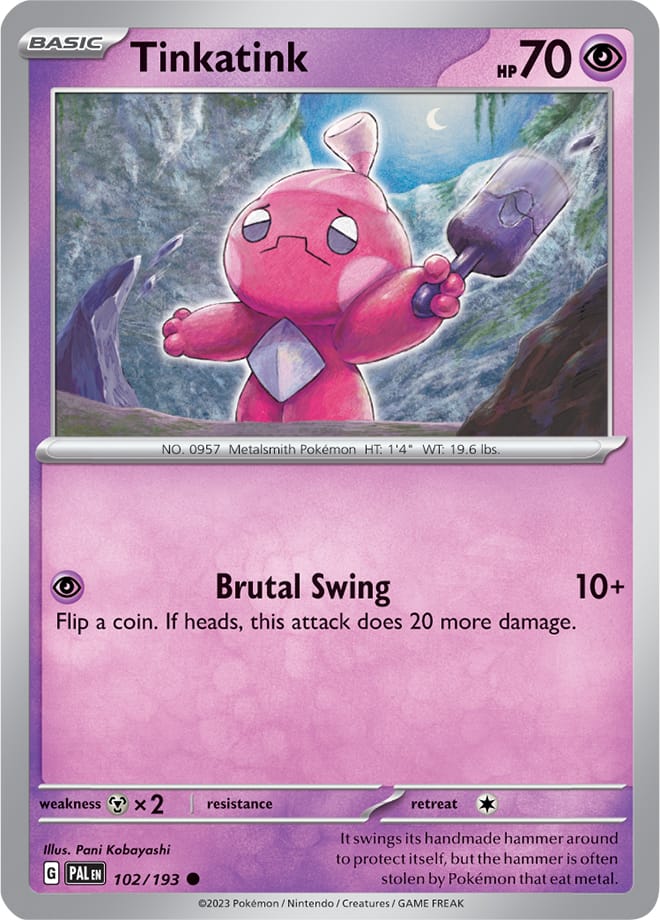 BASIC Tinkatink HP 70
NO. 0957 Metalsmith Pokémon HT: 1'4" WT: 19.6 lbs.
Brutal Swing 10+
Flip a coin. If heads, this attack does 20 more damage.
weakness ×2 resistance retreat
Illus. Pani Kobayashi
It swings its handmade hammer around
to protect itself, but the hammer is often
stolen by Pokémon that eat metal.
G PAL EN 102/193
©2023 Pokémon / Nintendo / Creatures / GAME FREAK